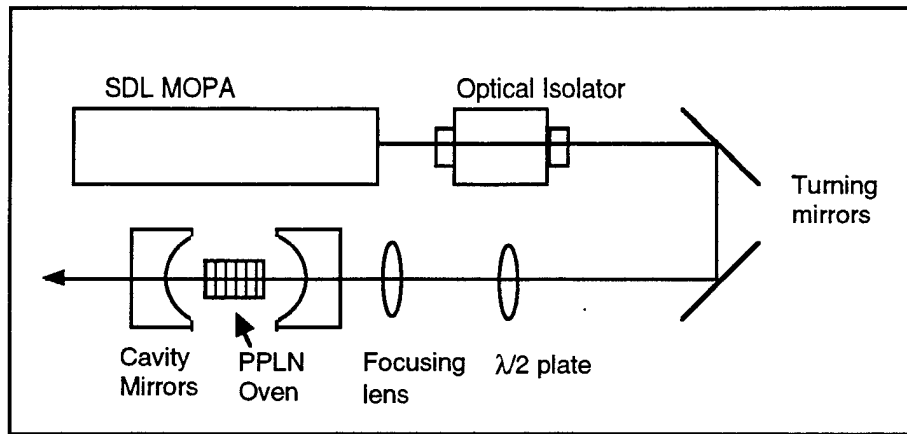 SDL MOPA
Optical Isolator
Turning
mirrors
Cavity
Mirrors
PPLN
Oven
Focusing
lens
λ/2 plate